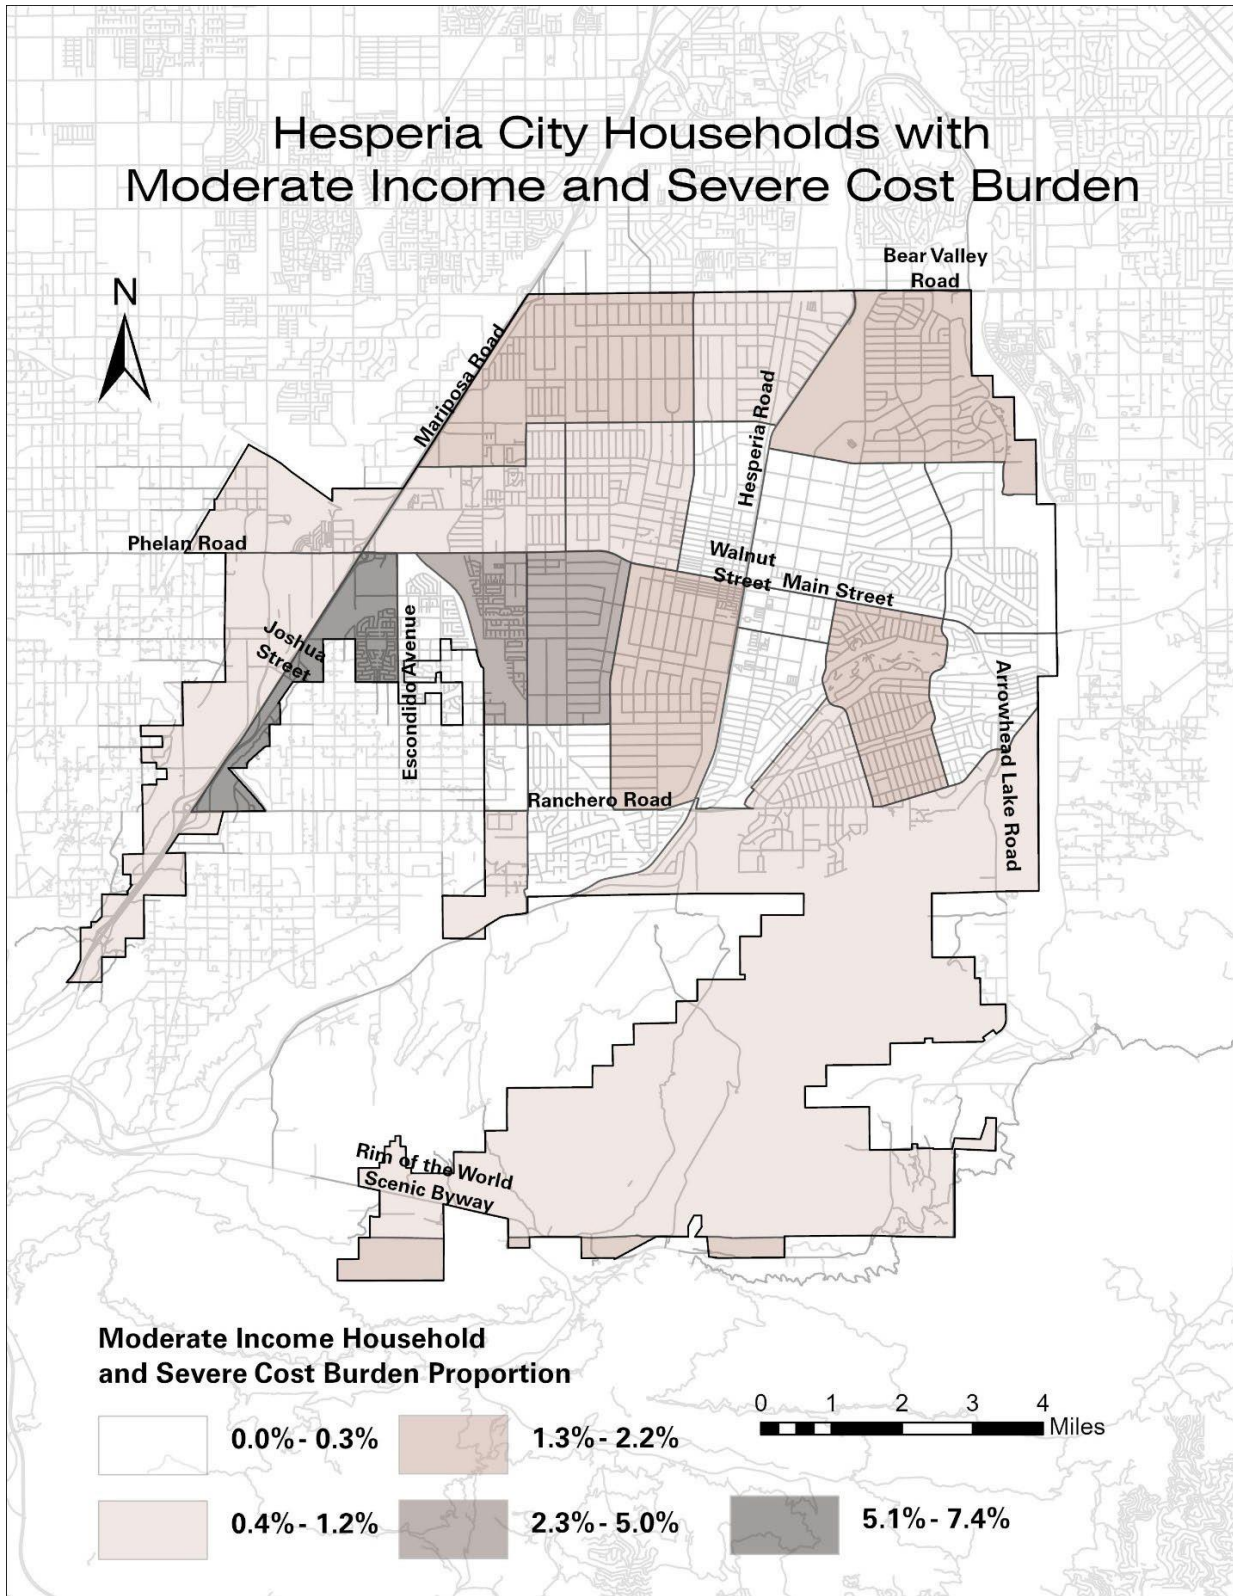 Hesperia City Households with
Moderate Income and Severe Cost Burden
Bear Valley
Road
N
Mariposa Road
Hesperia Road
Phelan Road
Walnut
Street
Main Street
Joshua
Street
Escondido Avenue
Arrowhead Lake Road
Ranchero Road
Rim of the World
Scenic Byway
Moderate Income Household
and Severe Cost Burden Proportion
0 1 2 3 4
Miles
0.0% - 0.3%
1.3% - 2.2%
0.4% - 1.2%
2.3% - 5.0%
5.1% - 7.4%